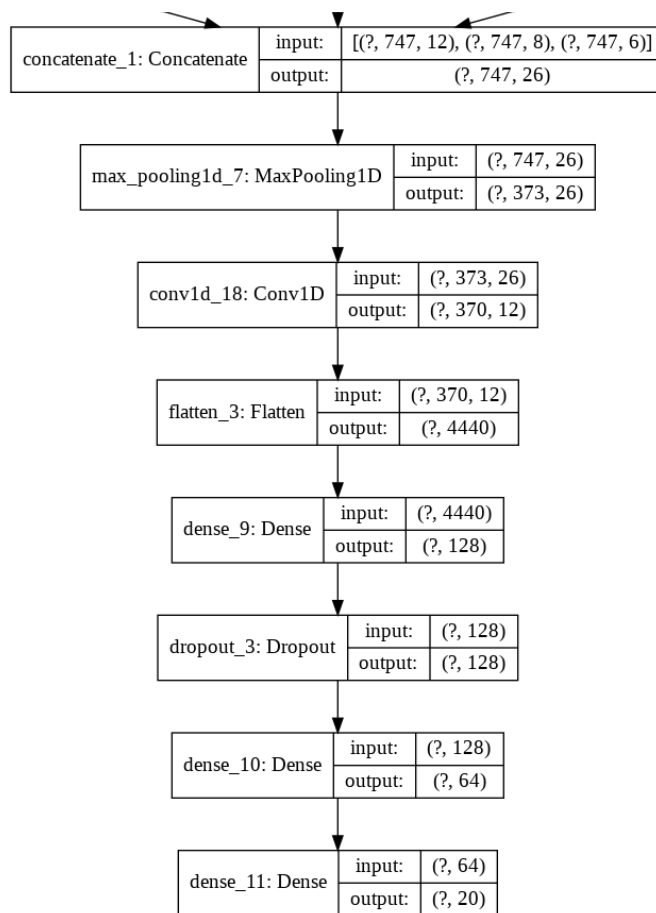 concatenate_1: Concatenate
input: [(?, 747, 12), (?, 747, 8), (?, 747, 6)]
output: (?, 747, 26)
max_pooling1d_7: MaxPooling1D
input: (?, 747, 26)
output: (?, 373, 26)
conv1d_18: Conv1D
input: (?, 373, 26)
output: (?, 370, 12)
flatten_3: Flatten
input: (?, 370, 12)
output: (?, 4440)
dense_9: Dense
input: (?, 4440)
output: (?, 128)
dropout_3: Dropout
input: (?, 128)
output: (?, 128)
dense_10: Dense
input: (?, 128)
output: (?, 64)
dense_11: Dense
input: (?, 64)
output: (?, 20)